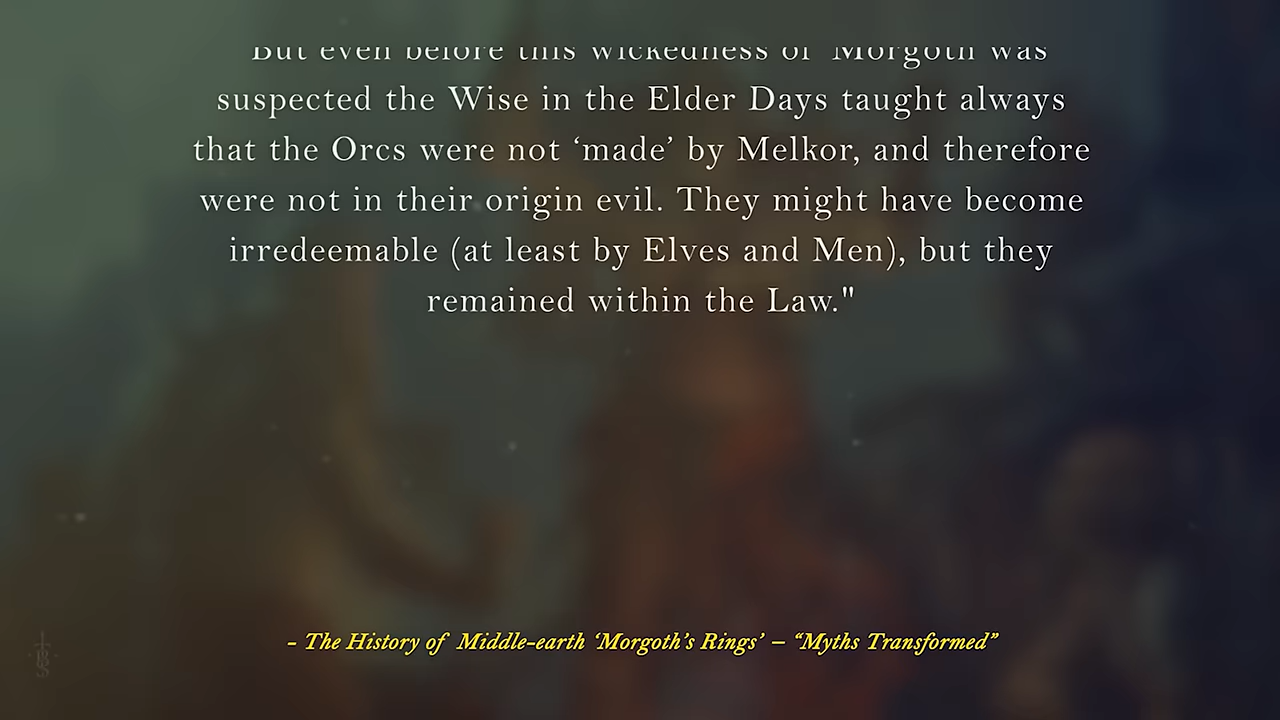 But even before this wickedness of Morgoth was
suspected the Wise in the Elder Days taught always
that the Orcs were not ‘made’ by Melkor, and therefore
were not in their origin evil. They might have become
irredeemable (at least by Elves and Men), but they
remained within the Law."
- The History of Middle-earth ‘Morgoth’s Rings’ – “Myths Transformed”